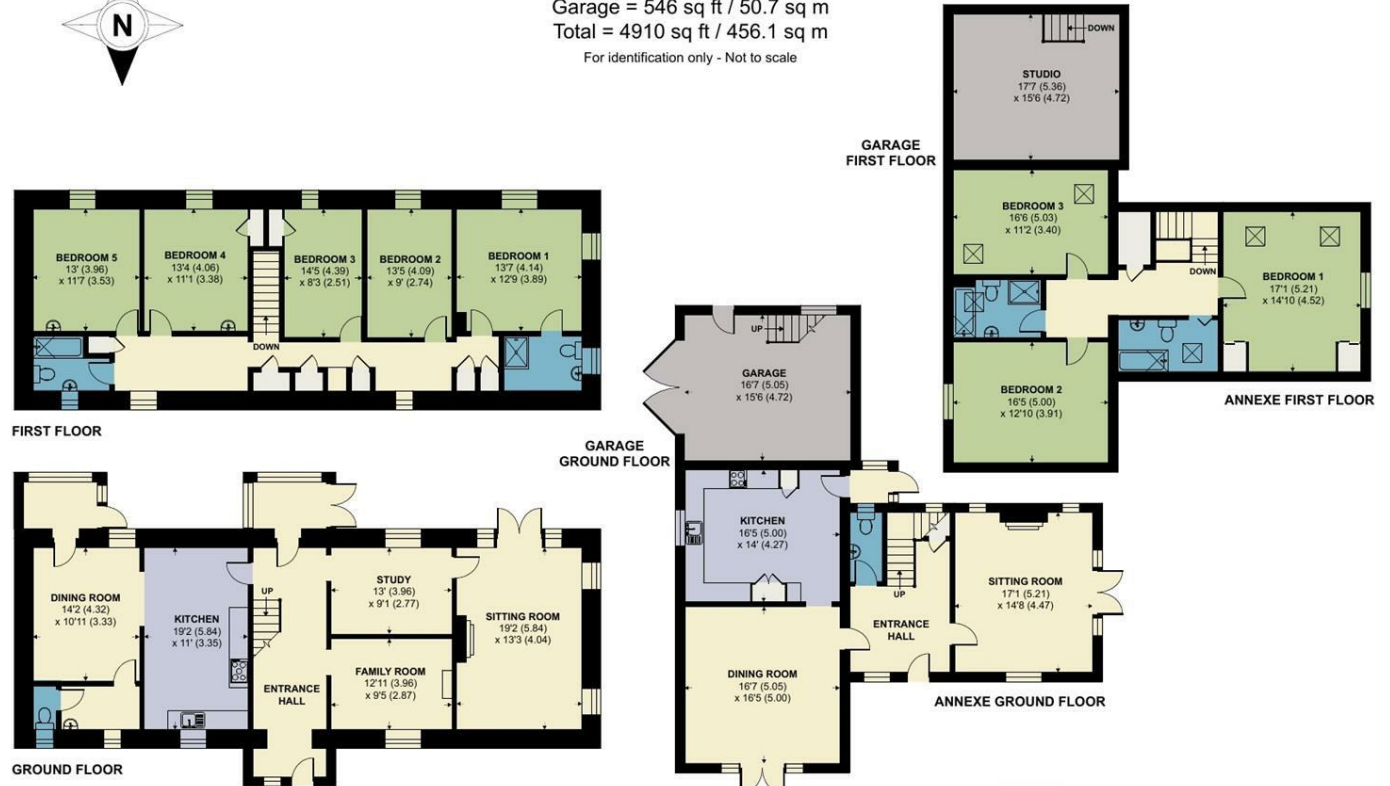 N
Garage = 546 sq ft / 50.7 sq m
Total = 4910 sq ft / 456.1 sq m
For identification only - Not to scale
DOWN
STUDIO
17'7 (5.36)
x 15'6 (4.72)
GARAGE
FIRST FLOOR
BEDROOM 3
16'6 (5.03)
x 11'2 (3.40)
DOWN
BEDROOM 1
17'1 (5.21)
x 14'10 (4.52)
BEDROOM 2
16'5 (5.00)
x 12'10 (3.91)
ANNEXE FIRST FLOOR
BEDROOM 5
13' (3.96)
x 11'7 (3.53)
BEDROOM 4
13'4 (4.06)
x 11'1 (3.38)
BEDROOM 3
14'5 (4.39)
x 8'3 (2.51)
BEDROOM 2
13'5 (4.09)
x 9' (2.74)
BEDROOM 1
13'7 (4.14)
x 12'9 (3.89)
DOWN
FIRST FLOOR
UP
GARAGE
16'7 (5.05)
x 15'6 (4.72)
GARAGE
GROUND FLOOR
KITCHEN
16'5 (5.00)
x 14' (4.27)
UP
ENTRANCE
HALL
SITTING ROOM
17'1 (5.21)
x 14'8 (4.47)
DINING ROOM
16'7 (5.05)
x 16'5 (5.00)
ANNEXE GROUND FLOOR
DINING ROOM
14'2 (4.32)
x 10'11 (3.33)
KITCHEN
19'2 (5.84)
x 11' (3.35)
UP
STUDY
13' (3.96)
x 9'1 (2.77)
SITTING ROOM
19'2 (5.84)
x 13'3 (4.04)
FAMILY ROOM
12'11 (3.96)
x 9'5 (2.87)
ENTRANCE
HALL
GROUND FLOOR